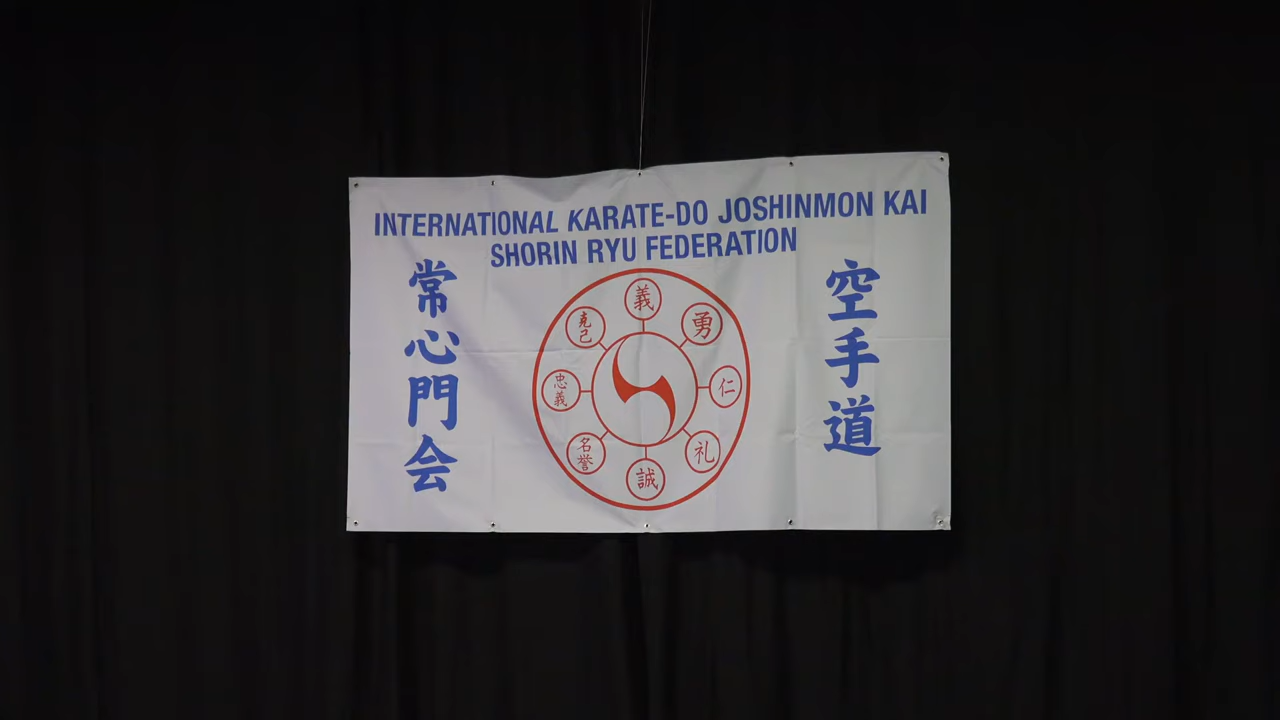 INTERNATIONAL KARATE-DO JOSHINMON KAI
SHORIN RYU FEDERATION
常心門会
義
勇
仁
礼
誠
名誉
忠義
克己
空手道